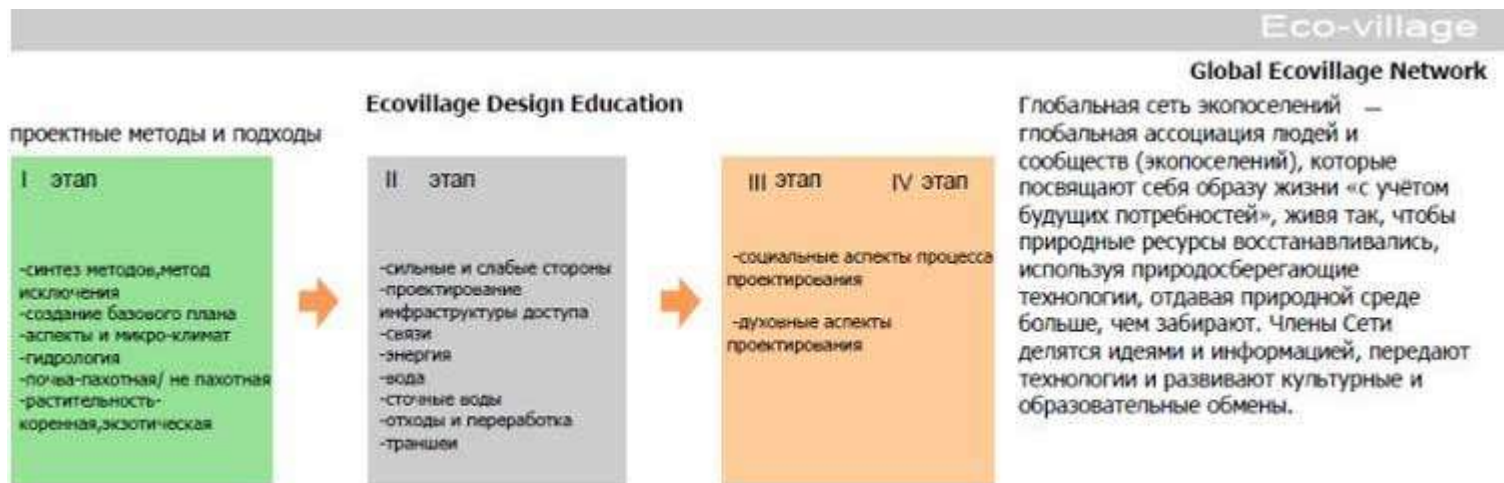 Eco-village
Global Ecovillage Network
Ecovillage Design Education
проектные методы и подходы
I этап
-синтез методов,метод
исключения
-создание базового плана
-аспекты и микро-климат
-гидрология
-почва-пахотная/ не пахотная
-растительность-
коренная,экзотическая
II этап
-сильные и слабые стороны
-проектирование
инфраструктуры доступа
-связи
-энергия
-вода
-сточные воды
-отходы и переработка
-траншеи
III этап IV этап
-социальные аспекты процесса
проектирования
-духовные аспекты
проектирования
Глобальная сеть экопоселений —
глобальная ассоциация людей и
сообществ (экопоселений), которые
посвящают себя образу жизни «с учётом
будущих потребностей», живя так, чтобы
природные ресурсы восстанавливались,
используя природосберегающие
технологии, отдавая природной среде
больше, чем забирают. Члены Сети
делятся идеями и информацией, передают
технологии и развивают культурные и
образовательные обмены.